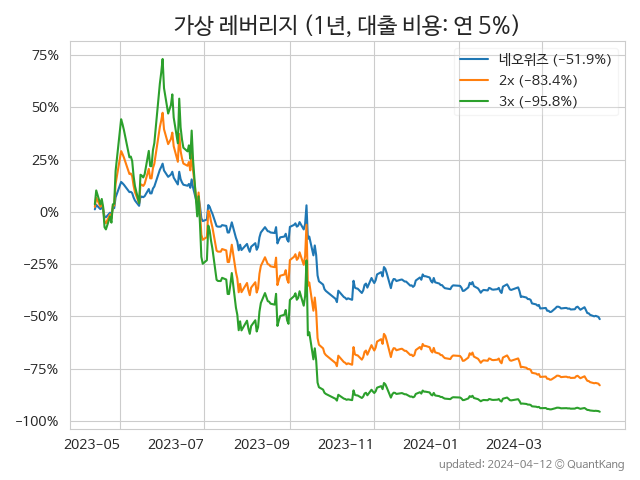 가상 레버리지 (1년, 대출 비용: 연 5%)
네오위즈 (−51.9%)
2x (−83.4%)
3x (−95.8%)
75%
50%
25%
0%
−25%
−50%
−75%
−100%
2023-05 2023-07 2023-09 2023-11 2024-01 2024-03
updated: 2024-04-12 ⓒ QuantKang